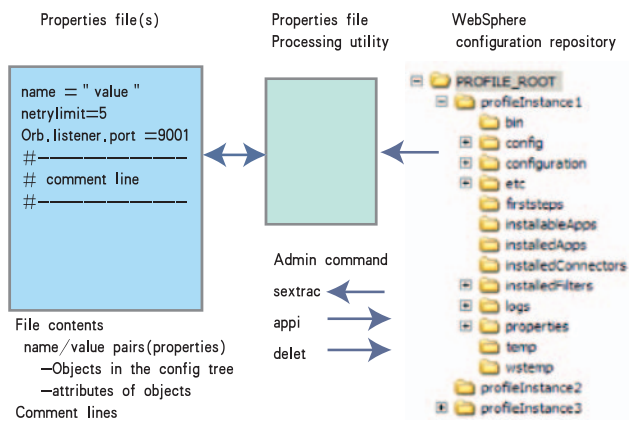 Properties file(s)
name = " value "
netrylimit=5
Orb.listener.port =9001
#——————————
# comment line
#——————————
File contents
name/value pairs(properties)
—Objects in the config tree
—attributes of objects
Comment lines
Properties file
Processing utility
Admin command
sextrac
appi
delet
WebSphere
configuration repository
PROFILE_ROOT
profileInstance1
bin
config
configuration
etc
firststeps
installableApps
installedApps
installedConnectors
installedFilters
logs
properties
temp
wstemp
profileInstance2
profileInstance3